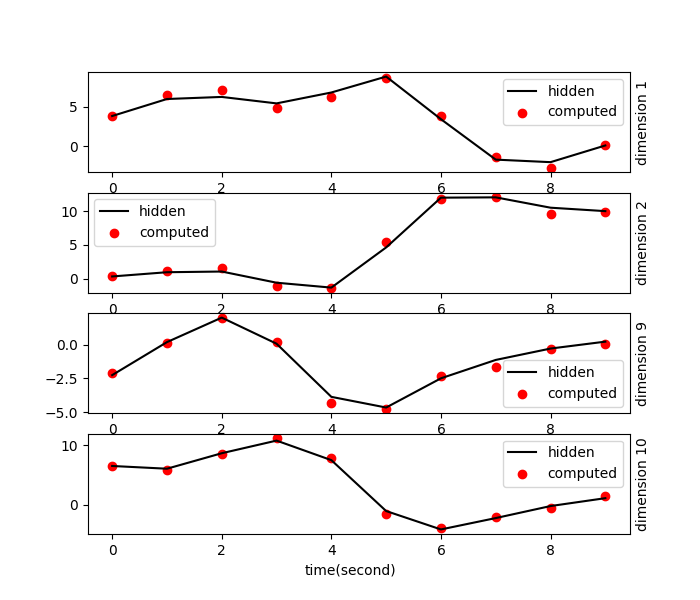 5
0
hidden
computed
dimension 1
0 2 4 6 8
10
5
0
hidden
computed
dimension 2
0 2 4 6 8
0.0
−2.5
−5.0
hidden
computed
dimension 9
0 2 4 6 8
10
0
hidden
computed
dimension 10
0 2 4 6 8
time(second)